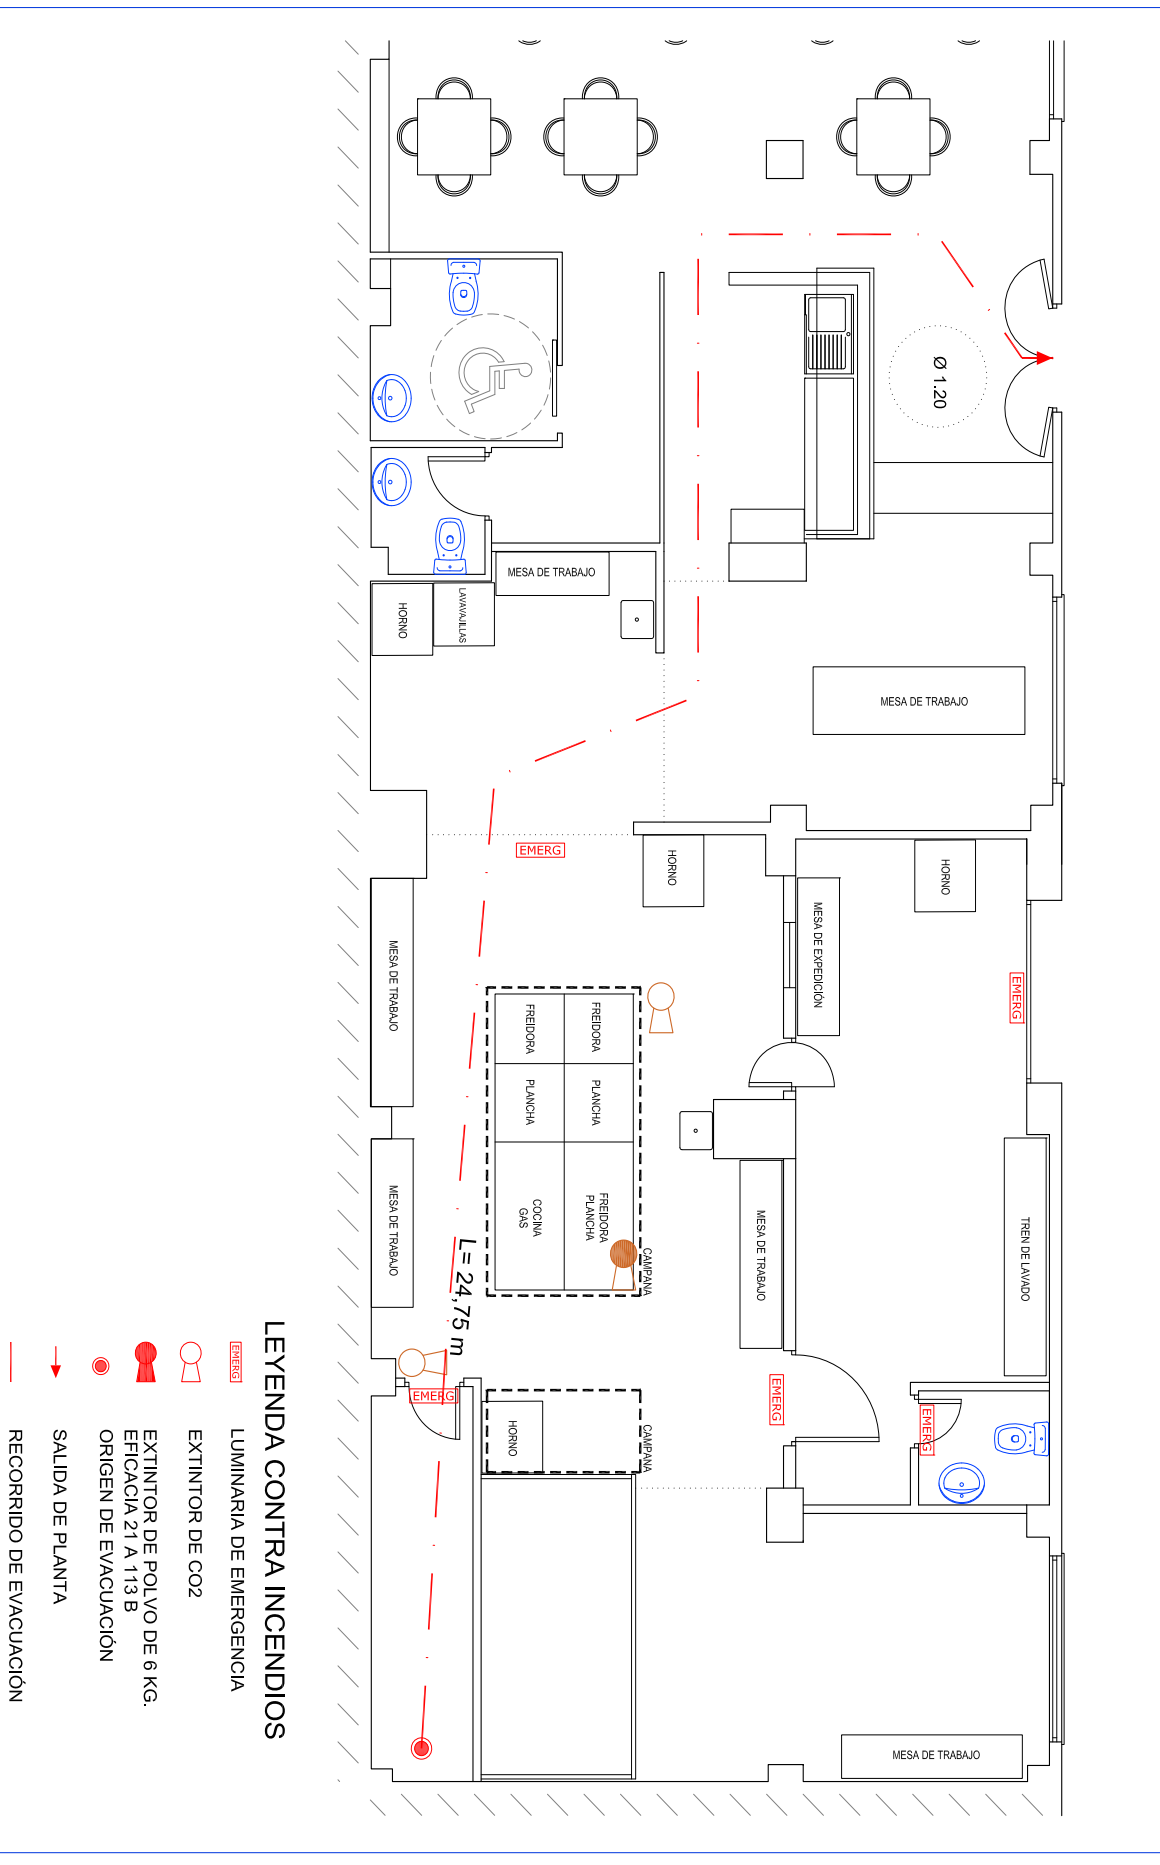 Ø 1.20
MESA DE TRABAJO
LAVAVAJILLAS
HORNO
MESA DE TRABAJO
EMERG
HORNO
HORNO
MESA DE EXPEDICIÓN
EMERG
MESA DE TRABAJO
FREIDORA
FREIDORA
PLANCHA
PLANCHA
COCINA
GAS
FREIDORA
PLANCHA
CAMPANA
MESA DE TRABAJO
MESA DE TRABAJO
TREN DE LAVADO
L= 24,75 m
EMERG
EMERG
EMERG
HORNO
CAMPANA
MESA DE TRABAJO
LEYENDA CONTRA INCENDIOS
EMERG
LUMINARIA DE EMERGENCIA
EXTINTOR DE CO2
EXTINTOR DE POLVO DE 6 KG.
EFICACIA 21 A 113 B
ORIGEN DE EVACUACIÓN
SALIDA DE PLANTA
RECORRIDO DE EVACUACIÓN